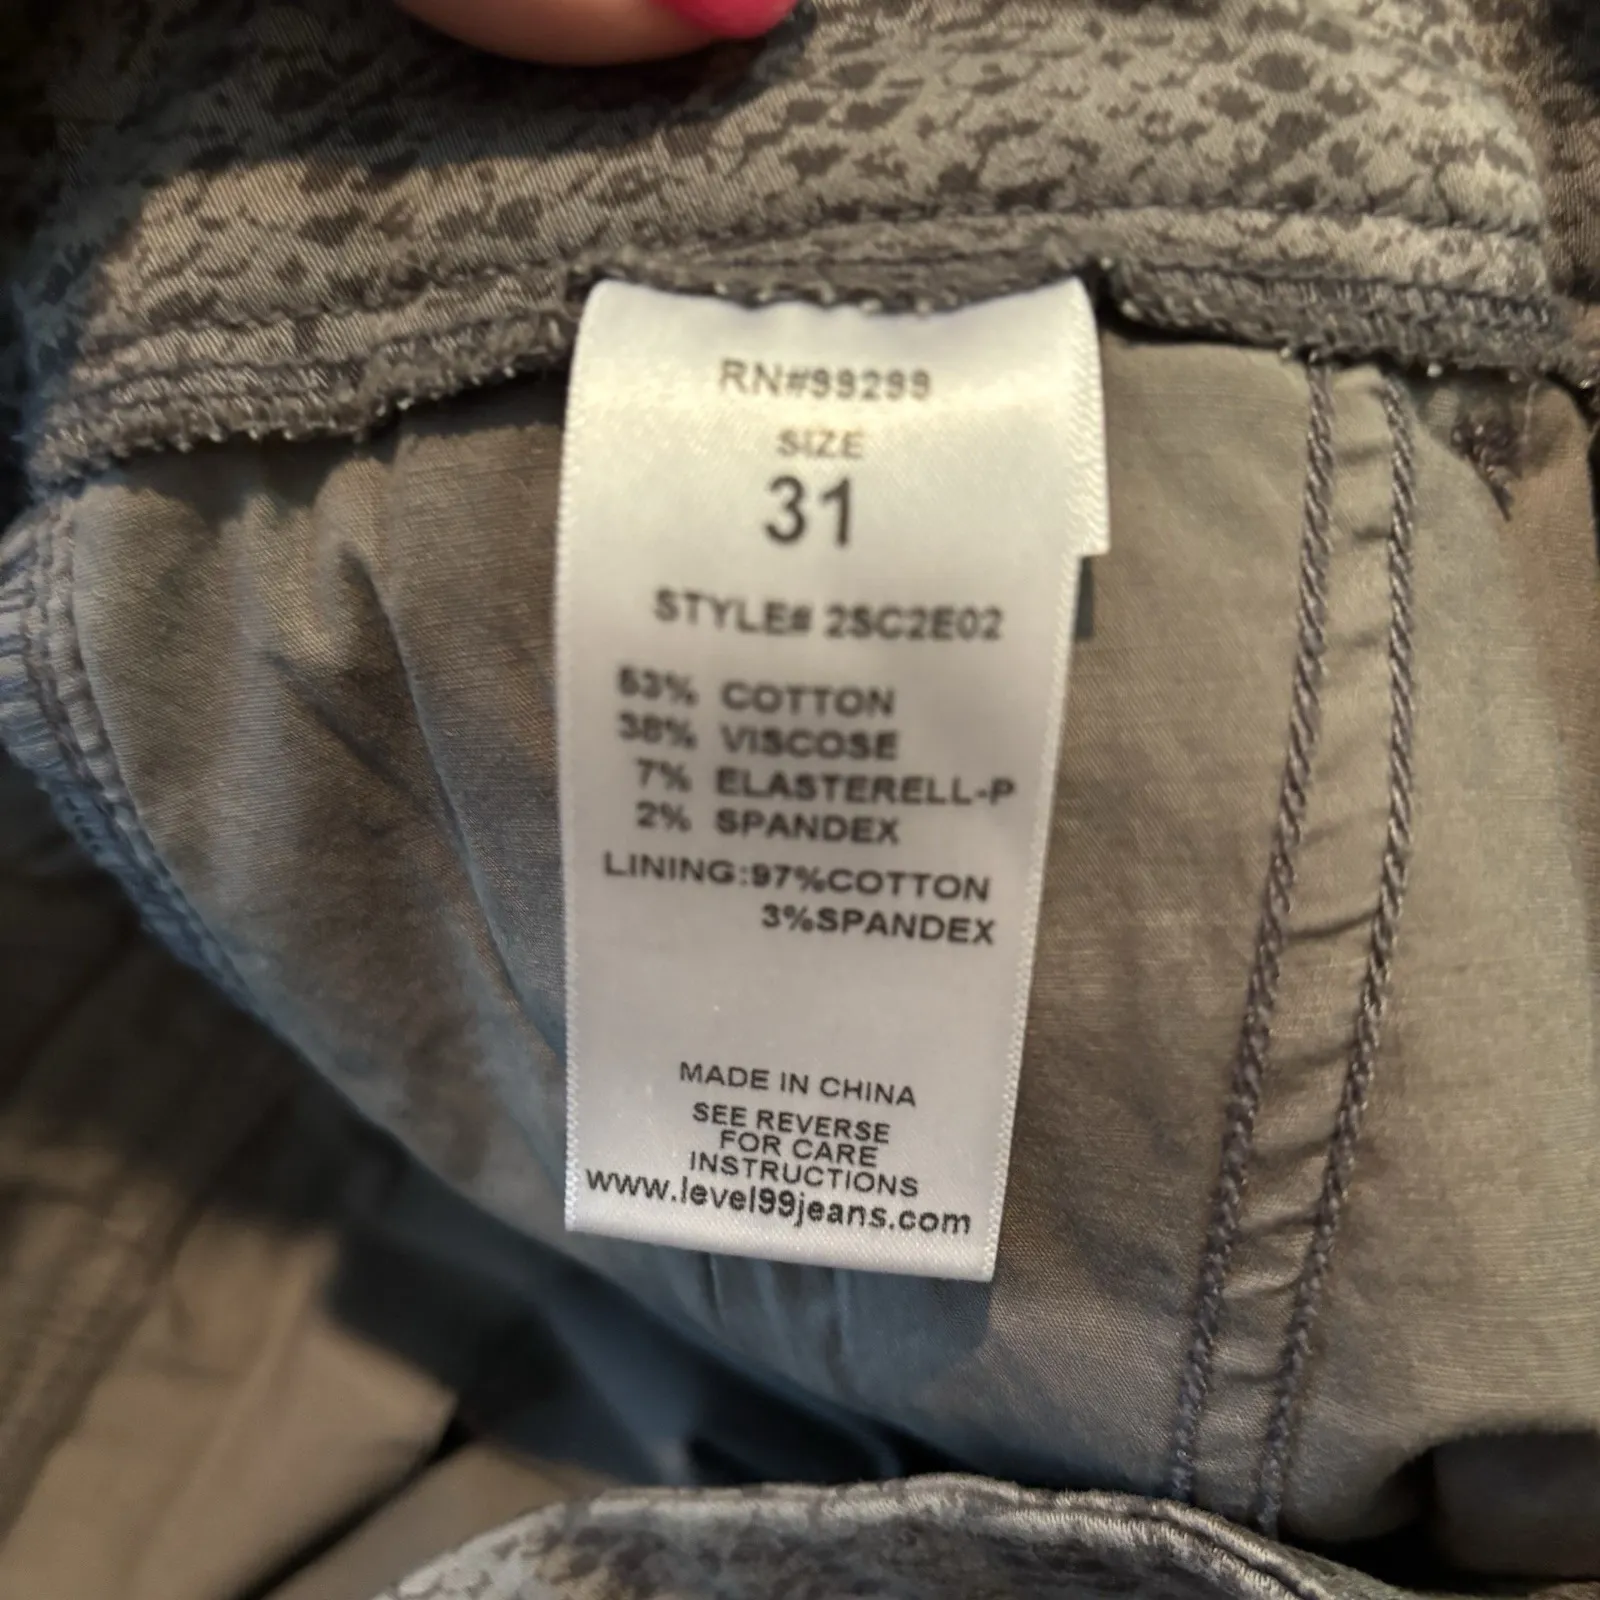 RN#99299
SIZE
31
STYLE# 2SC2E02
53% COTTON
38% VISCOSE
7% ELASTERELL-P
2% SPANDEX
LINING:97%COTTON
3%SPANDEX
MADE IN CHINA
SEE REVERSE
FOR CARE
INSTRUCTIONS
www.level99jeans.com